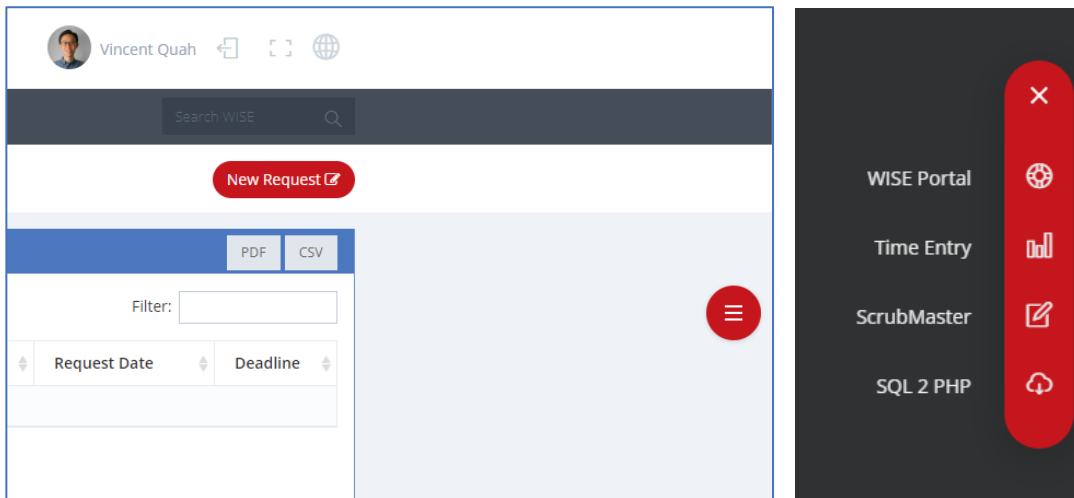 Vincent Quah
Search WISE
New Request
PDF CSV
Filter:
Request Date Deadline
WISE Portal
Time Entry
ScrubMaster
SQL 2 PHP